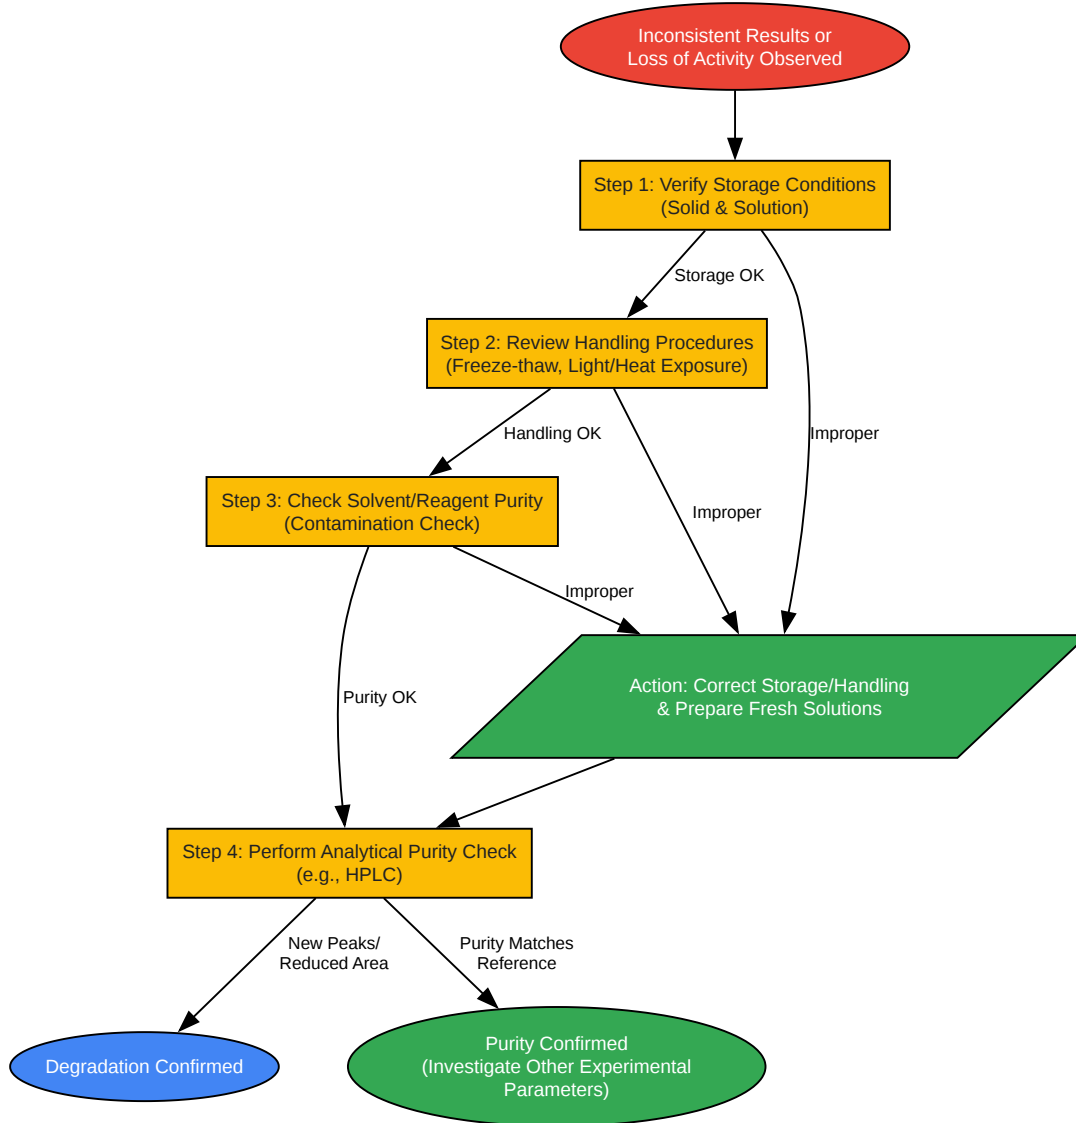 Inconsistent Results or
Loss of Activity Observed
Step 1: Verify Storage Conditions
(Solid & Solution)
Storage OK
Step 2: Review Handling Procedures
(Freeze-thaw, Light/Heat Exposure)
Handling OK
Improper
Step 3: Check Solvent/Reagent Purity
(Contamination Check)
Improper
Improper
Purity OK
Action: Correct Storage/Handling
& Prepare Fresh Solutions
Step 4: Perform Analytical Purity Check
(e.g., HPLC)
New Peaks/
Reduced Area
Purity Matches
Reference
Degradation Confirmed
Purity Confirmed
(Investigate Other Experimental
Parameters)